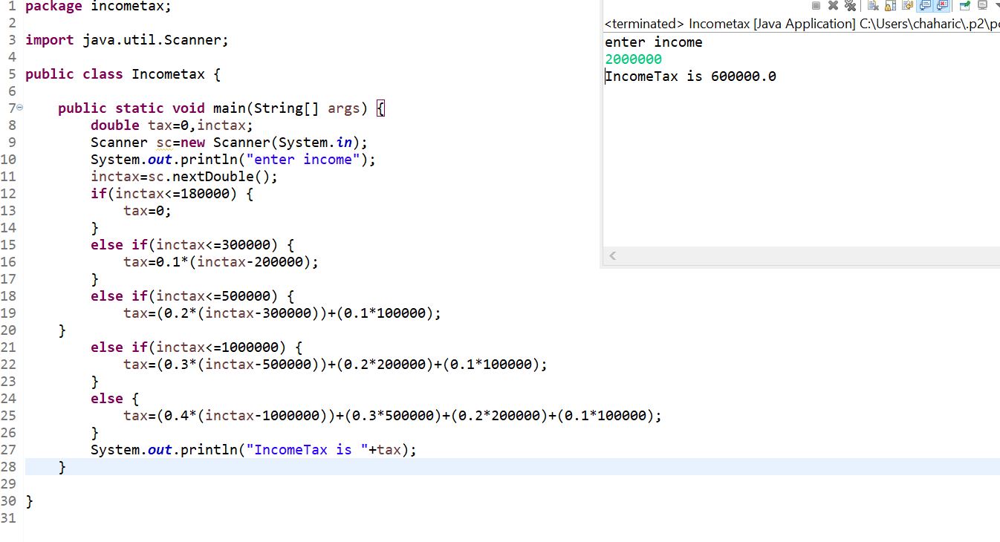 1 package incometax;
2
3 import java.util.Scanner;
4
5 public class Incometax {
6
7 public static void main(String[] args) {
8 double tax=0,inctax;
9 Scanner sc=new Scanner(System.in);
10 System.out.println("enter income");
11 inctax=sc.nextDouble();
12 if(inctax<=180000) {
13 tax=0;
14 }
15 else if(inctax<=300000) {
16 tax=0.1*(inctax-200000);
17 }
18 else if(inctax<=500000) {
19 tax=(0.2*(inctax-300000))+(0.1*100000);
20 }
21 else if(inctax<=1000000) {
22 tax=(0.3*(inctax-500000))+(0.2*200000)+(0.1*100000);
23 }
24 else {
25 tax=(0.4*(inctax-1000000))+(0.3*500000)+(0.2*200000)+(0.1*100000);
26 }
27 System.out.println("IncomeTax is "+tax);
28 }
29
30 }
31
<terminated> Incometax [Java Application] C:\Users\chaharic\.p2\po
enter income
2000000
IncomeTax is 600000.0